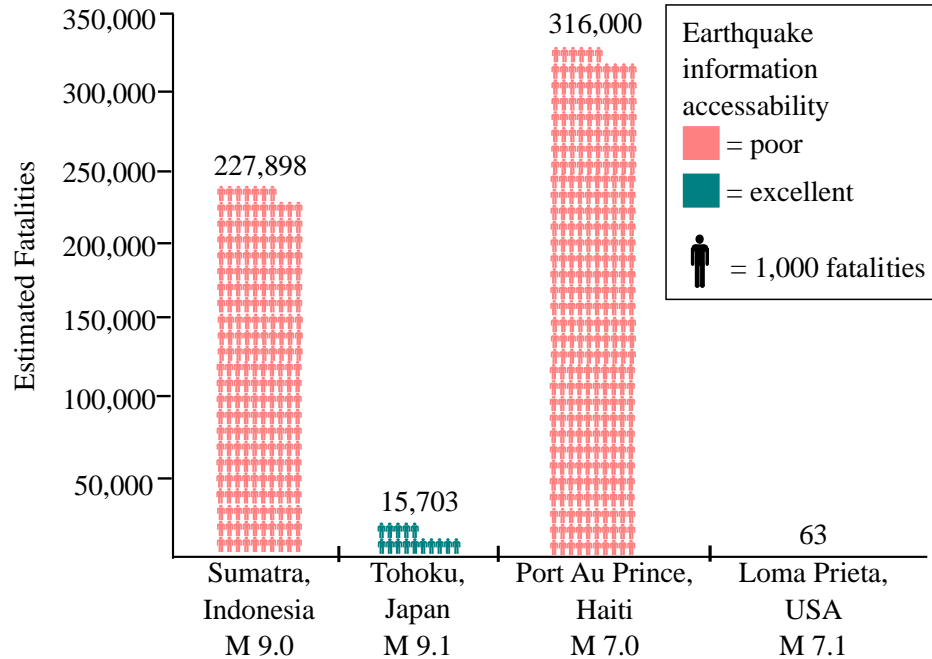 350,000
300,000
250,000
200,000
150,000
100,000
50,000
Estimated Fatalities
227,898
15,703
316,000
63
Sumatra,
Indonesia
M 9.0
Tohoku,
Japan
M 9.1
Port Au Prince,
Haiti
M 7.0
Loma Prieta,
USA
M 7.1
Earthquake
information
accessability
= poor
= excellent
= 1,000 fatalities